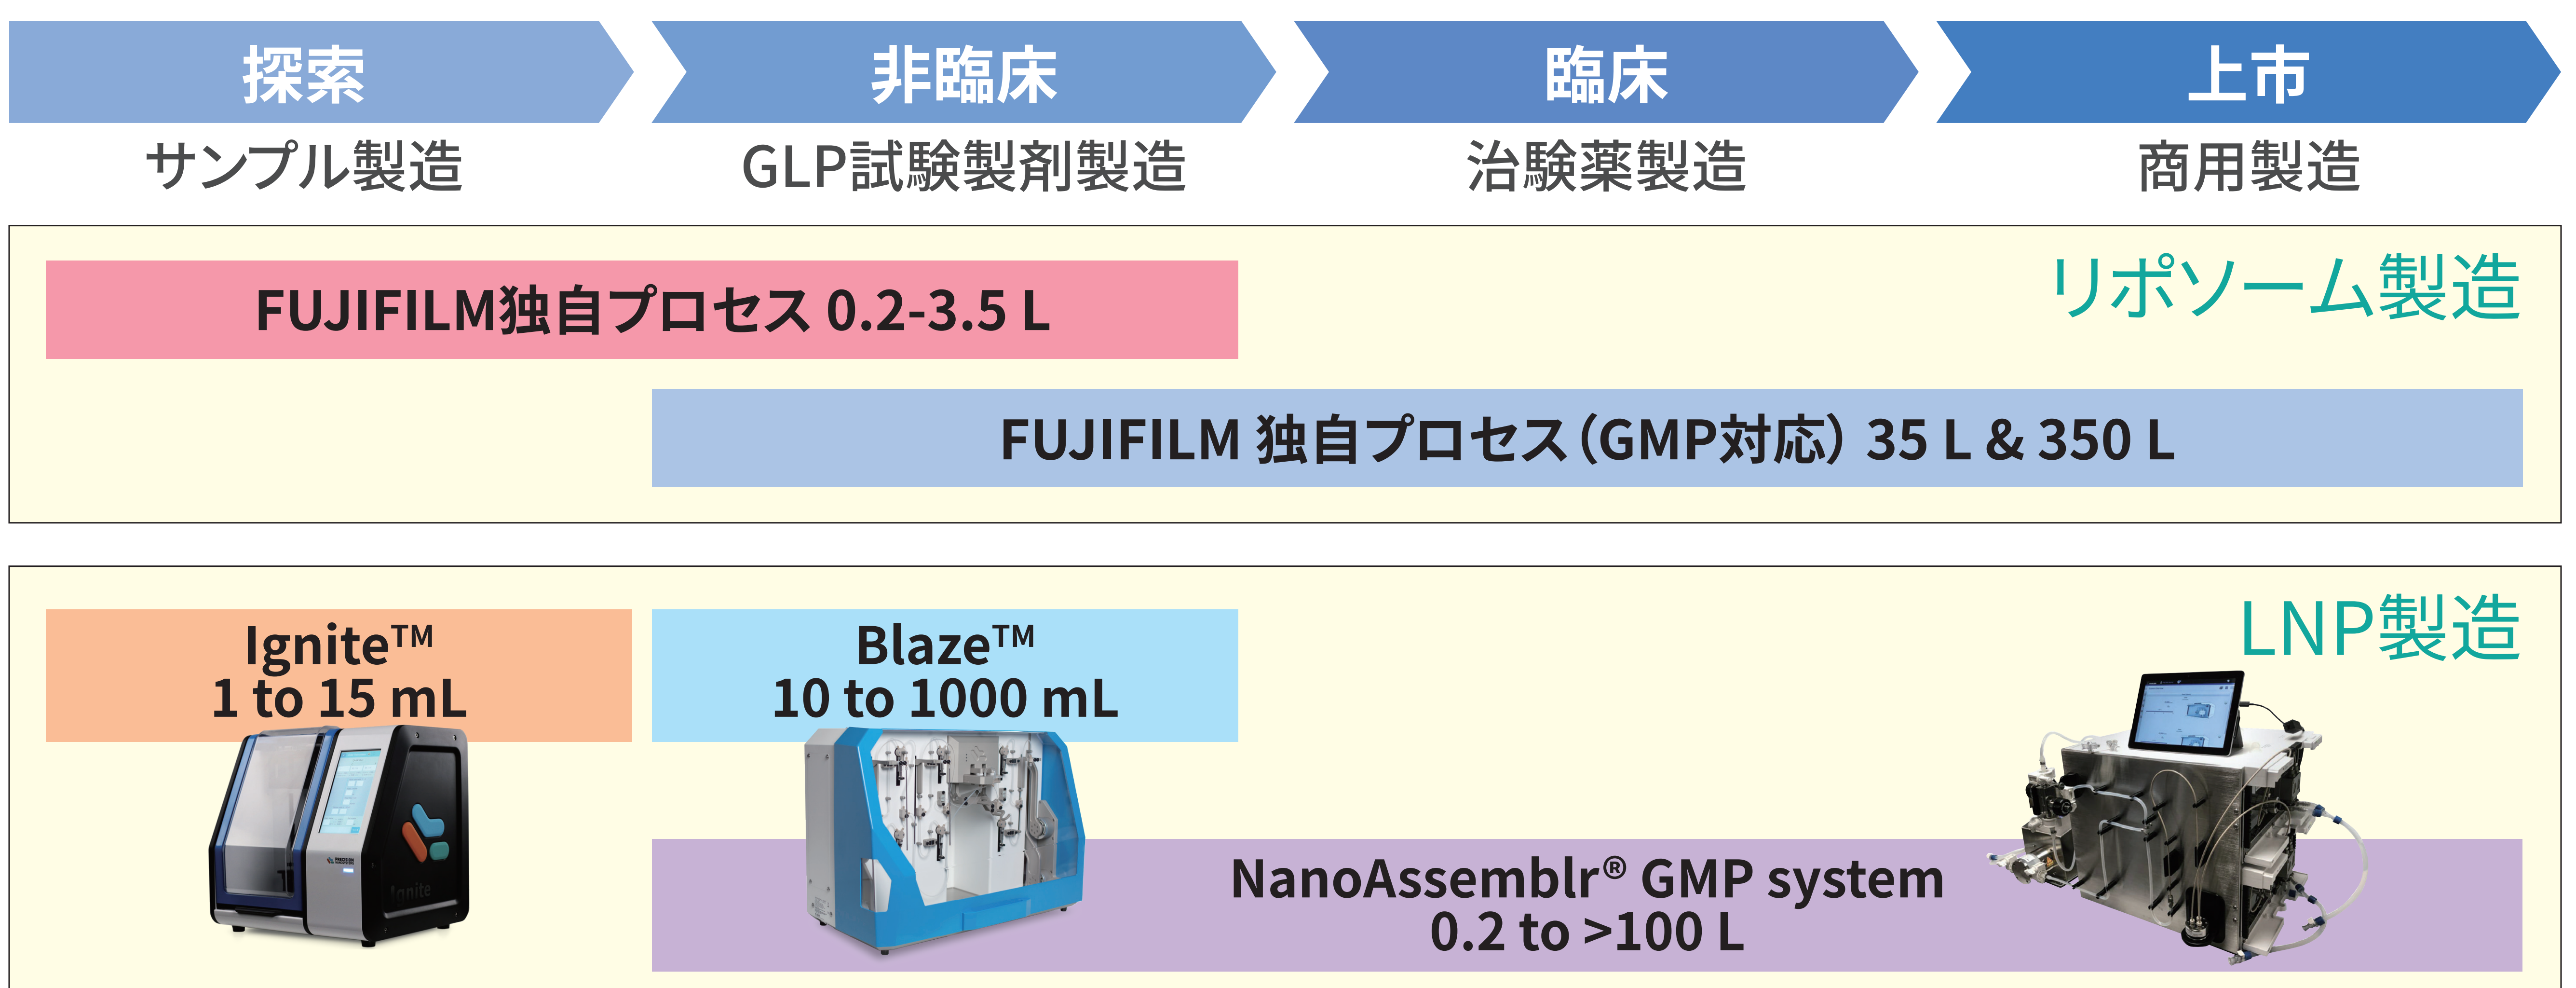 探索
非臨床
臨床
上市
サンプル製造
GLP試験製剤製造
治験薬製造
商用製造
リポソーム製造
FUJIFILM独自プロセス 0.2-3.5 L
FUJIFILM 独自プロセス（GMP対応） 35 L & 350 L
LNP製造
Ignite™
1 to 15 mL
Blaze™
10 to 1000 mL
PRECISION
Ignite
NanoAssemblr® GMP system
0.2 to >100 L